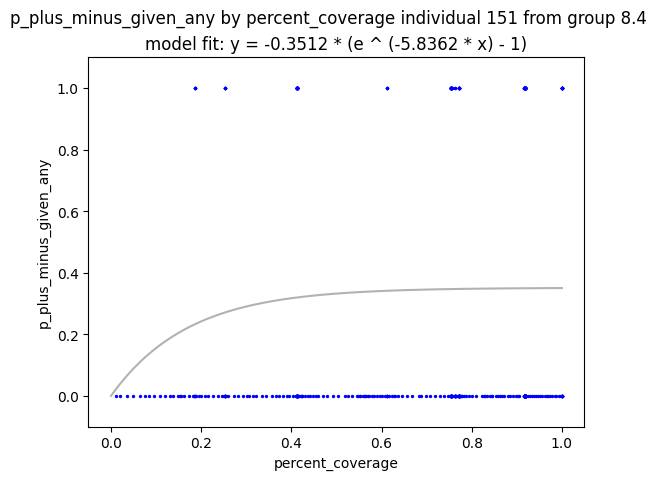 p_plus_minus_given_any by percent_coverage individual 151 from group 8.4
model fit: y = -0.3512 * (e ^ (-5.8362 * x) - 1)
1.0
0.8
0.6
0.4
0.2
0.0
p_plus_minus_given_any
0.0 0.2 0.4 0.6 0.8 1.0
percent_coverage